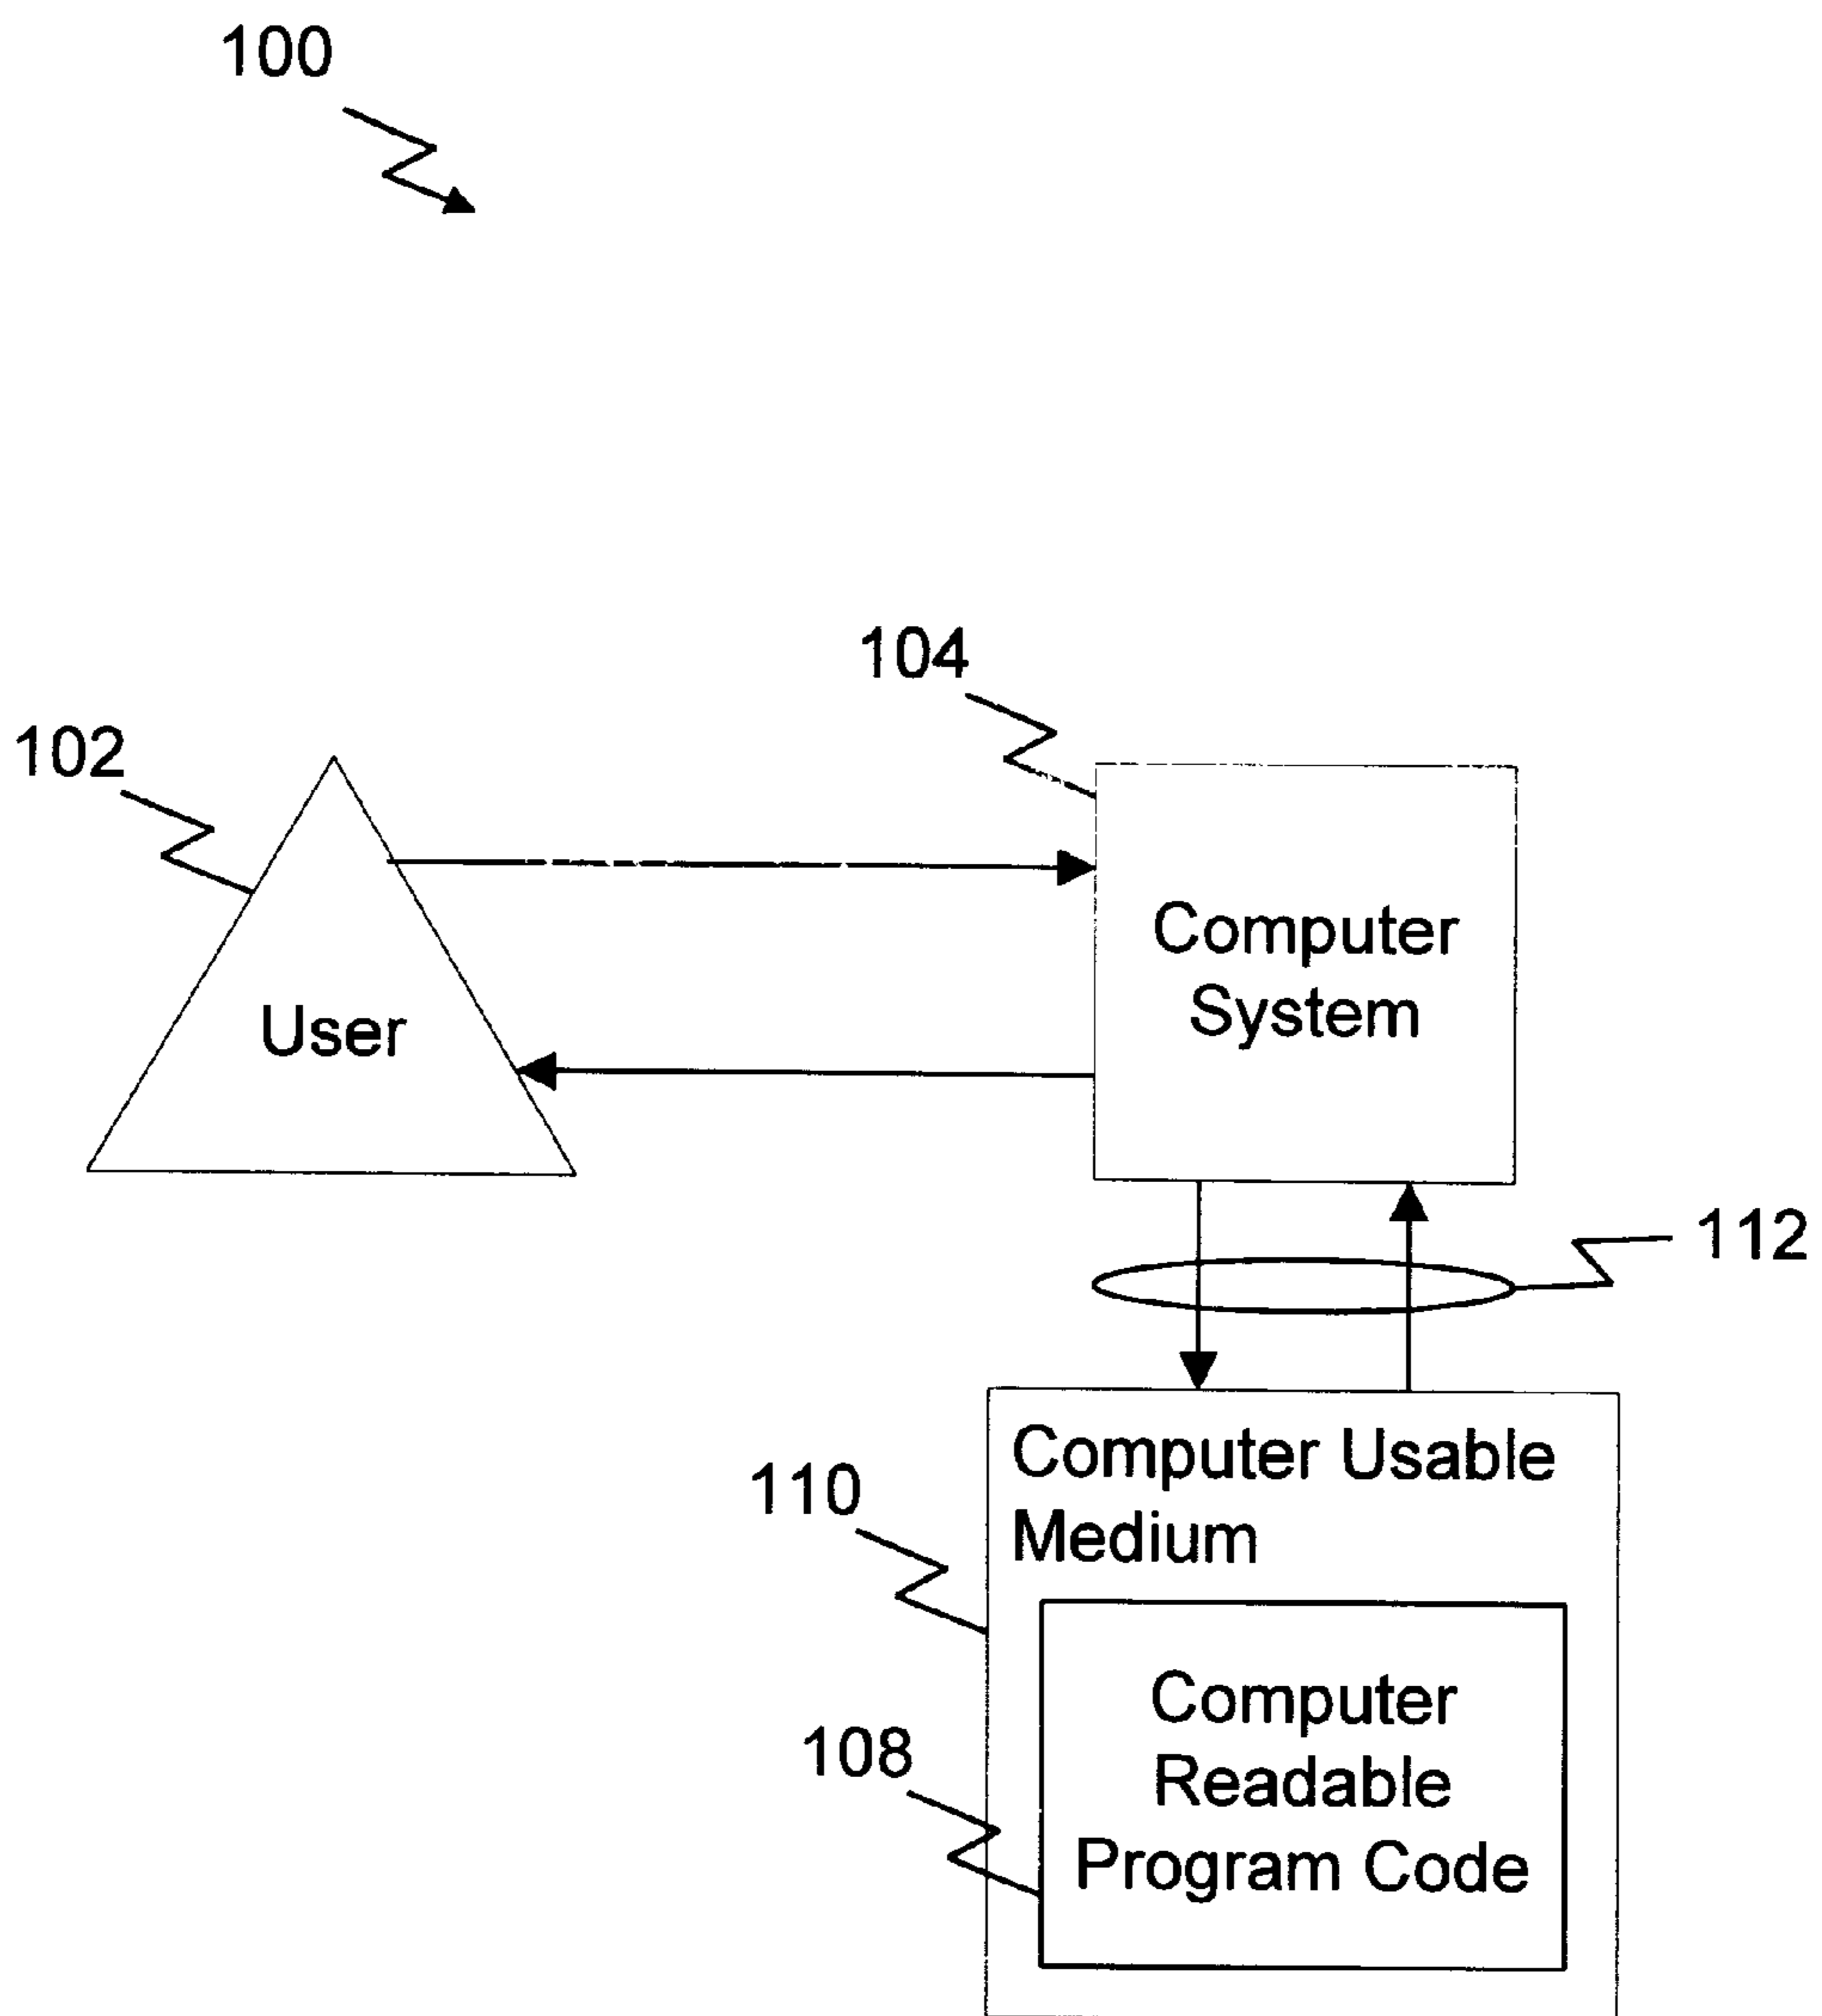 100
104
102
Computer
System
User
112
Computer Usable
Medium
110
Computer
Readable
Program Code
108